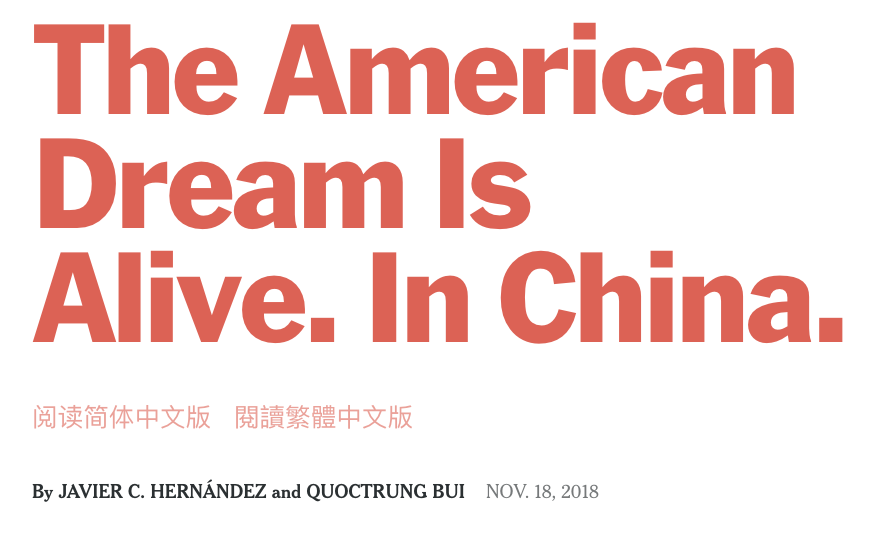 The American
Dream Is
Alive. In China.
阅读简体中文版 閱讀繁體中文版
By JAVIER C. HERNÁNDEZ and QUOCTRUNG BUI NOV. 18, 2018